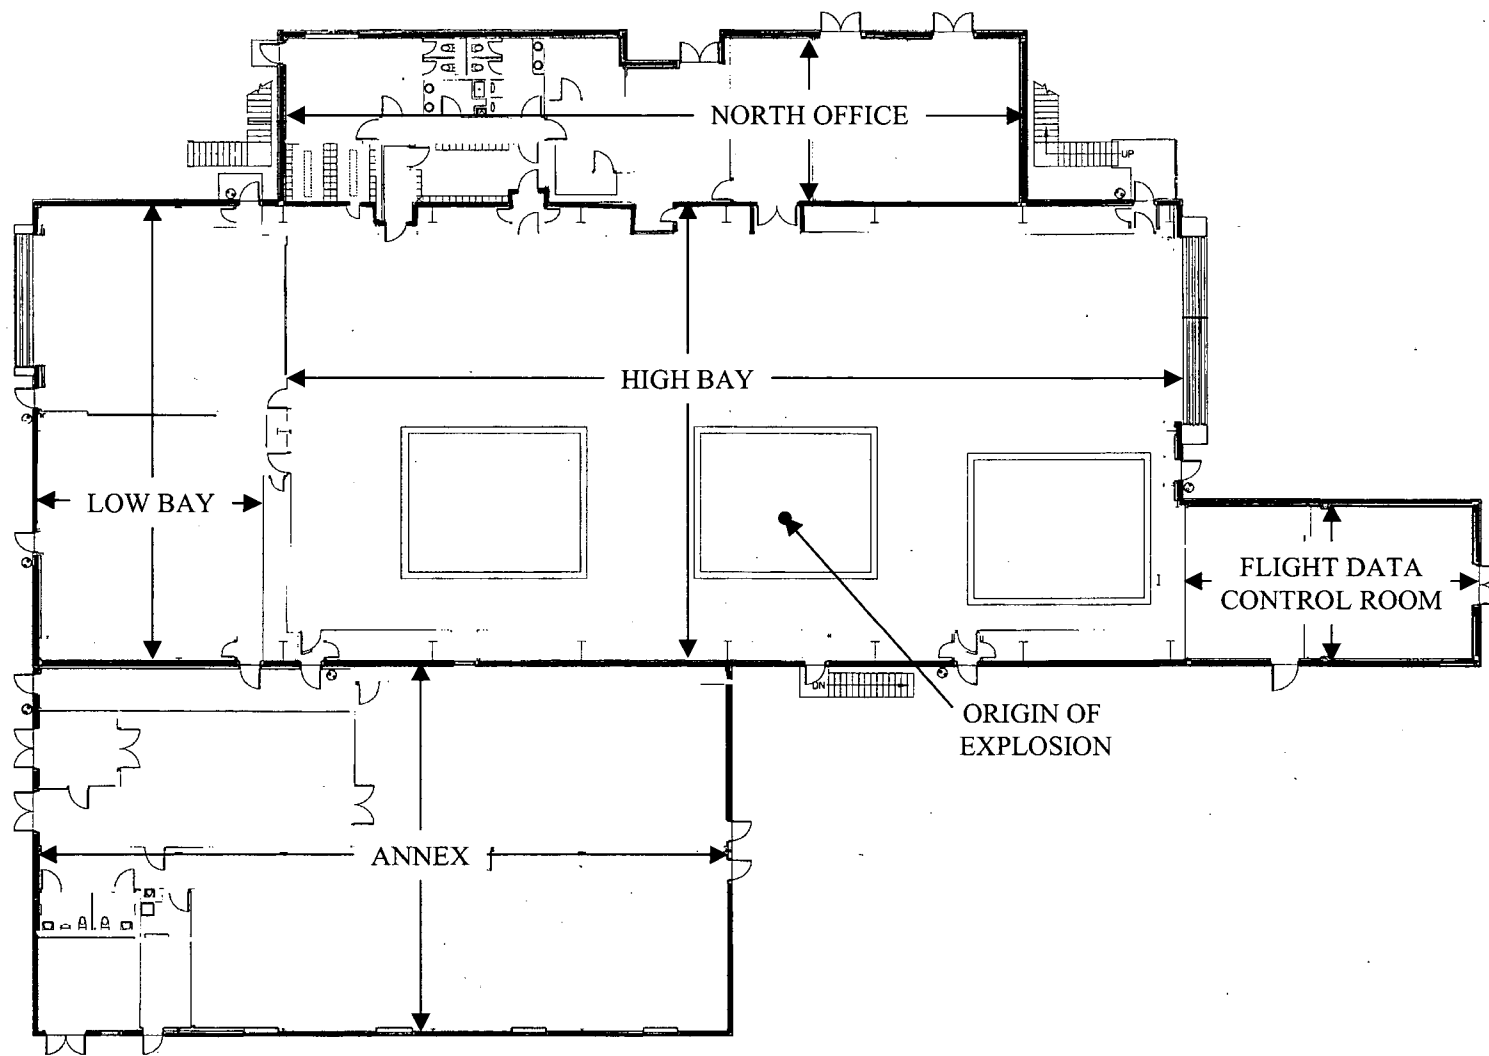 NORTH OFFICE
UP
HIGH BAY
LOW BAY
FLIGHT DATA
CONTROL ROOM
DN
ORIGIN OF
EXPLOSION
ANNEX